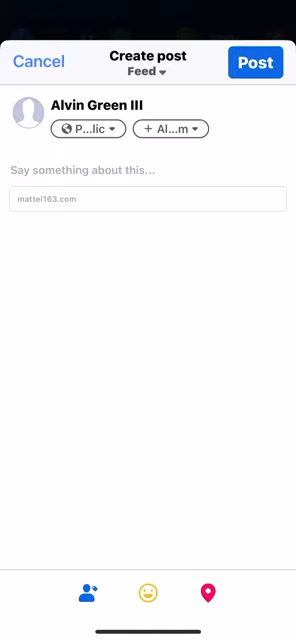 Cancel
Create post
Feed
Post
Alvin Green III
P...lic
+ Al...m
Say something about this...
mattel163.com